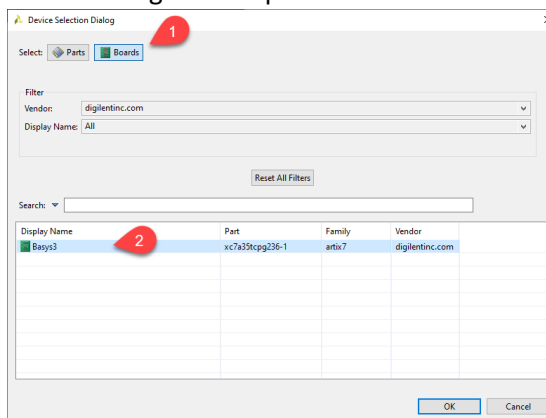 Device Selection Dialog
1
Select: Parts Boards
Filter
Vendor: digilentinc.com
Display Name: All
Reset All Filters
Search:
Display Name Part Family Vendor
Basys3 xc7a35tcpg236-1 artix7 digilentinc.com
2
OK Cancel